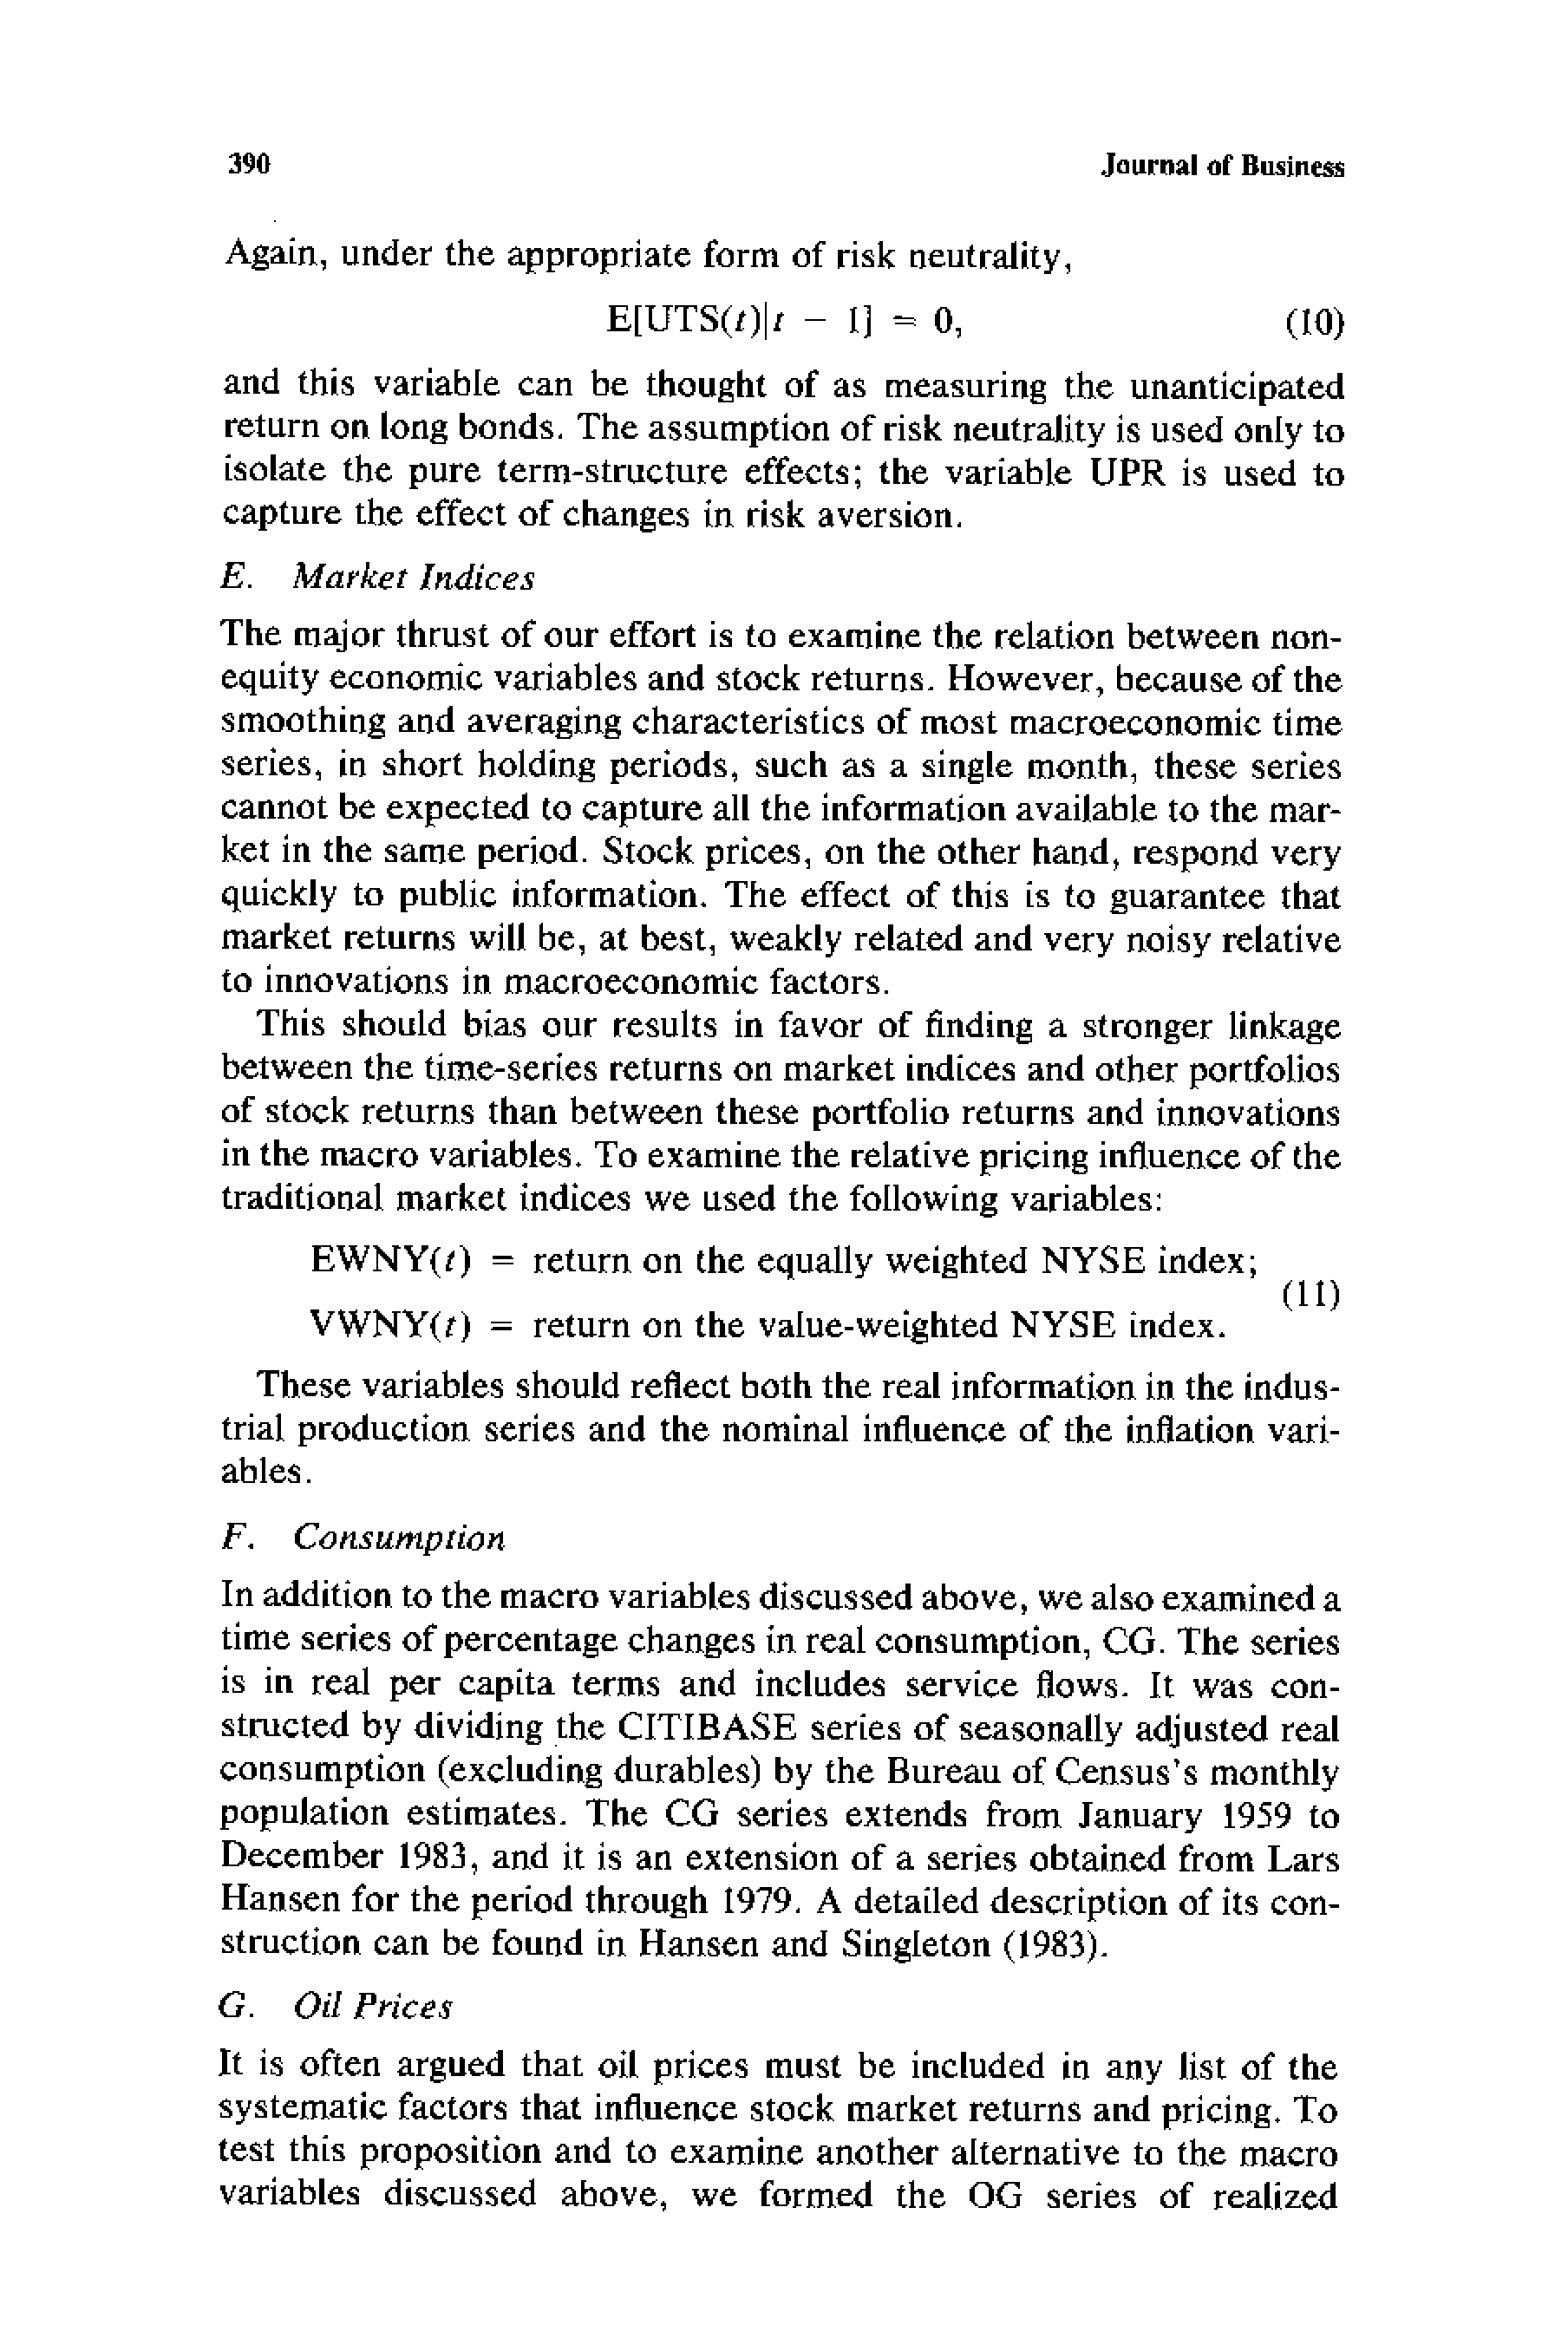 390
Journal of Business
Again, under the appropriate form of risk neutrality,
E[UTS(t)|t − 1] = 0, (10)
and this variable can be thought of as measuring the unanticipated
return on long bonds. The assumption of risk neutrality is used only to
isolate the pure term-structure effects; the variable UPR is used to
capture the effect of changes in risk aversion.
E. Market Indices
The major thrust of our effort is to examine the relation between non-
equity economic variables and stock returns. However, because of the
smoothing and averaging characteristics of most macroeconomic time
series, in short holding periods, such as a single month, these series
cannot be expected to capture all the information available to the mar-
ket in the same period. Stock prices, on the other hand, respond very
quickly to public information. The effect of this is to guarantee that
market returns will be, at best, weakly related and very noisy relative
to innovations in macroeconomic factors.
This should bias our results in favor of finding a stronger linkage
between the time-series returns on market indices and other portfolios
of stock returns than between these portfolio returns and innovations
in the macro variables. To examine the relative pricing influence of the
traditional market indices we used the following variables:
EWNY(t) = return on the equally weighted NYSE index;
(11)
VWNY(t) = return on the value-weighted NYSE index.
These variables should reflect both the real information in the indus-
trial production series and the nominal influence of the inflation vari-
ables.
F. Consumption
In addition to the macro variables discussed above, we also examined a
time series of percentage changes in real consumption, CG. The series
is in real per capita terms and includes service flows. It was con-
structed by dividing the CITIBASE series of seasonally adjusted real
consumption (excluding durables) by the Bureau of Census's monthly
population estimates. The CG series extends from January 1959 to
December 1983, and it is an extension of a series obtained from Lars
Hansen for the period through 1979. A detailed description of its con-
struction can be found in Hansen and Singleton (1983).
G. Oil Prices
It is often argued that oil prices must be included in any list of the
systematic factors that influence stock market returns and pricing. To
test this proposition and to examine another alternative to the macro
variables discussed above, we formed the OG series of realized